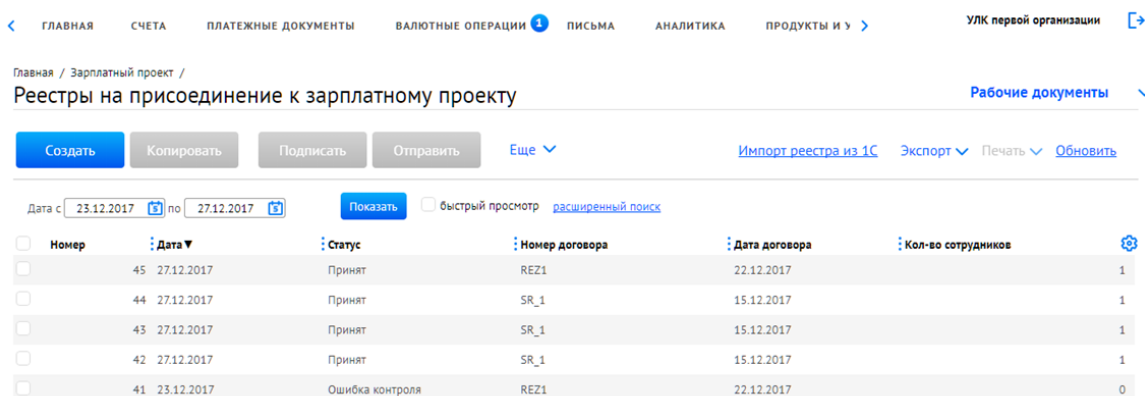 ГЛАВНАЯ СЧЕТА ПЛАТЕЖНЫЕ ДОКУМЕНТЫ ВАЛЮТНЫЕ ОПЕРАЦИИ 1 ПИСЬМА АНАЛИТИКА ПРОДУКТЫ И У УЛК первой организации
Главная / Зарплатный проект /
Реестры на присоединение к зарплатному проекту Рабочие документы
Создать Копировать Подписать Отправить Еще Импорт реестра из 1С Экспорт Печать Обновить
Дата с 23.12.2017 5 по 27.12.2017 5 Показать быстрый просмотр расширенный поиск
Номер Дата▼ Статус Номер договора Дата договора Кол-во сотрудников
45 27.12.2017 Принят REZ1 22.12.2017 1
44 27.12.2017 Принят SR_1 15.12.2017 1
43 27.12.2017 Принят SR_1 15.12.2017 1
42 27.12.2017 Принят SR_1 15.12.2017 1
41 23.12.2017 Ошибка контроля REZ1 22.12.2017 0